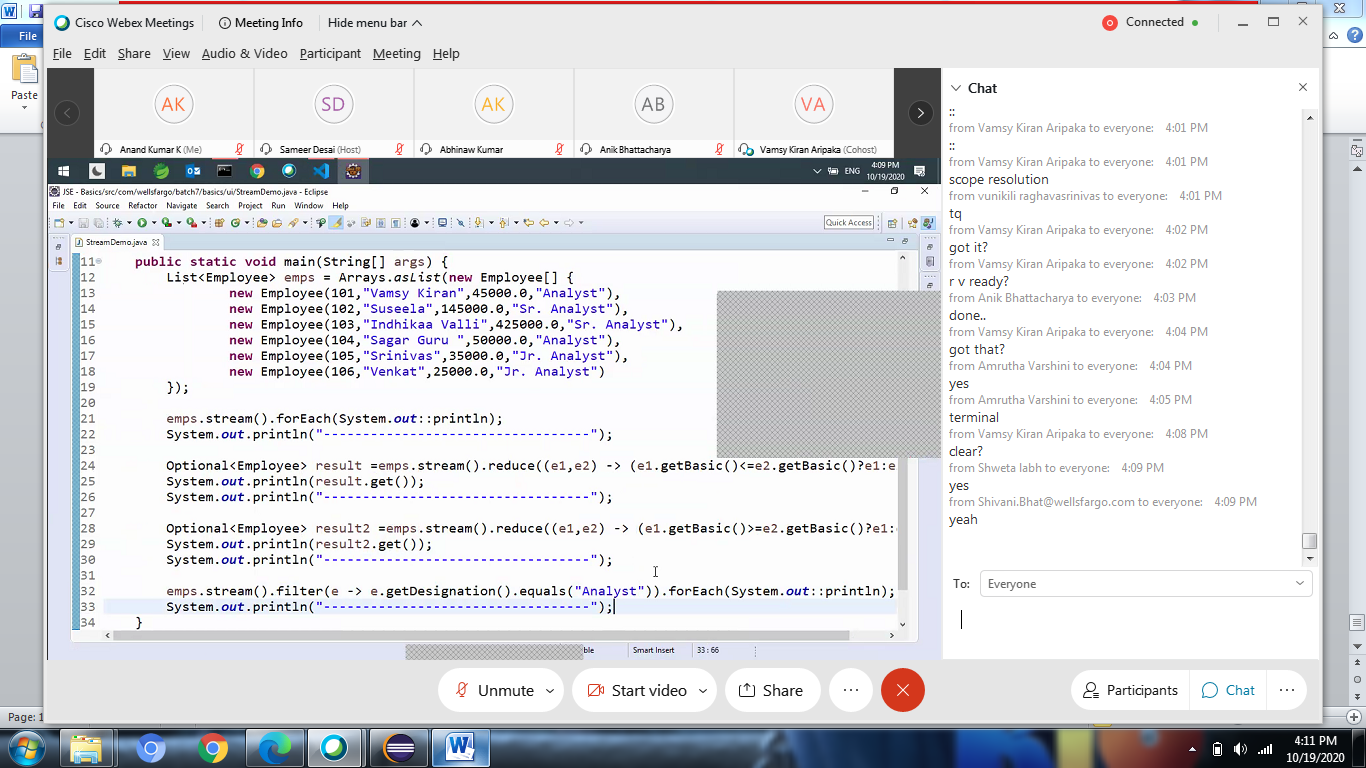 File
Paste
Page: 1
Cisco Webex Meetings
Meeting Info
Hide menu bar
Connected
File Edit Share View Audio & Video Participant Meeting Help
AK
SD
AK
AB
VA
Anand Kumar K (Me)
Sameer Desai (Host)
Abhinaw Kumar
Anik Bhattacharya
Vamsy Kiran Aripaka (Cohost)
ENG
4:09 PM
10/19/2020
JSE - Basics/src/com/wellsfargo/batch7/basics/ui/StreamDemo.java - Eclipse
File Edit Source Refactor Navigate Search Project Run Window Help
Quick Access
StreamDemo.java
11 public static void main(String[] args) {
12 List<Employee> emps = Arrays.asList(new Employee[] {
13 new Employee(101,"Vamsy Kiran",45000.0,"Analyst"),
14 new Employee(102,"Suseela",145000.0,"Sr. Analyst"),
15 new Employee(103,"Indhikaa Valli",425000.0,"Sr. Analyst"),
16 new Employee(104,"Sagar Guru ",50000.0,"Analyst"),
17 new Employee(105,"Srinivas",35000.0,"Jr. Analyst"),
18 new Employee(106,"Venkat",25000.0,"Jr. Analyst")
19 });
20
21 emps.stream().forEach(System.out::println);
22 System.out.println("----------------------------------");
23
24 Optional<Employee> result =emps.stream().reduce((e1,e2) -> (e1.getBasic()<=e2.getBasic()?e1:e
25 System.out.println(result.get());
26 System.out.println("----------------------------------");
27
28 Optional<Employee> result2 =emps.stream().reduce((e1,e2) -> (e1.getBasic()>=e2.getBasic()?e1:
29 System.out.println(result2.get());
30 System.out.println("----------------------------------");
31
32 emps.stream().filter(e -> e.getDesignation().equals("Analyst")).forEach(System.out::println);
33 System.out.println("----------------------------------");
34 }
ble
Smart Insert
33 : 66
Chat
::
from Vamsy Kiran Aripaka to everyone: 4:01 PM
::
from Vamsy Kiran Aripaka to everyone: 4:01 PM
scope resolution
from vunikili raghavasrinivas to everyone: 4:01 PM
tq
from Vamsy Kiran Aripaka to everyone: 4:02 PM
got it?
from Vamsy Kiran Aripaka to everyone: 4:02 PM
r v ready?
from Anik Bhattacharya to everyone: 4:03 PM
done..
from Vamsy Kiran Aripaka to everyone: 4:04 PM
got that?
from Amrutha Varshini to everyone: 4:04 PM
yes
from Amrutha Varshini to everyone: 4:05 PM
terminal
from Vamsy Kiran Aripaka to everyone: 4:08 PM
clear?
from Shweta labh to everyone: 4:09 PM
yes
from Shivani.Bhat@wellsfargo.com to everyone: 4:09 PM
yeah
To: Everyone
Unmute
Start video
Share
Participants
Chat
4:11 PM
10/19/2020